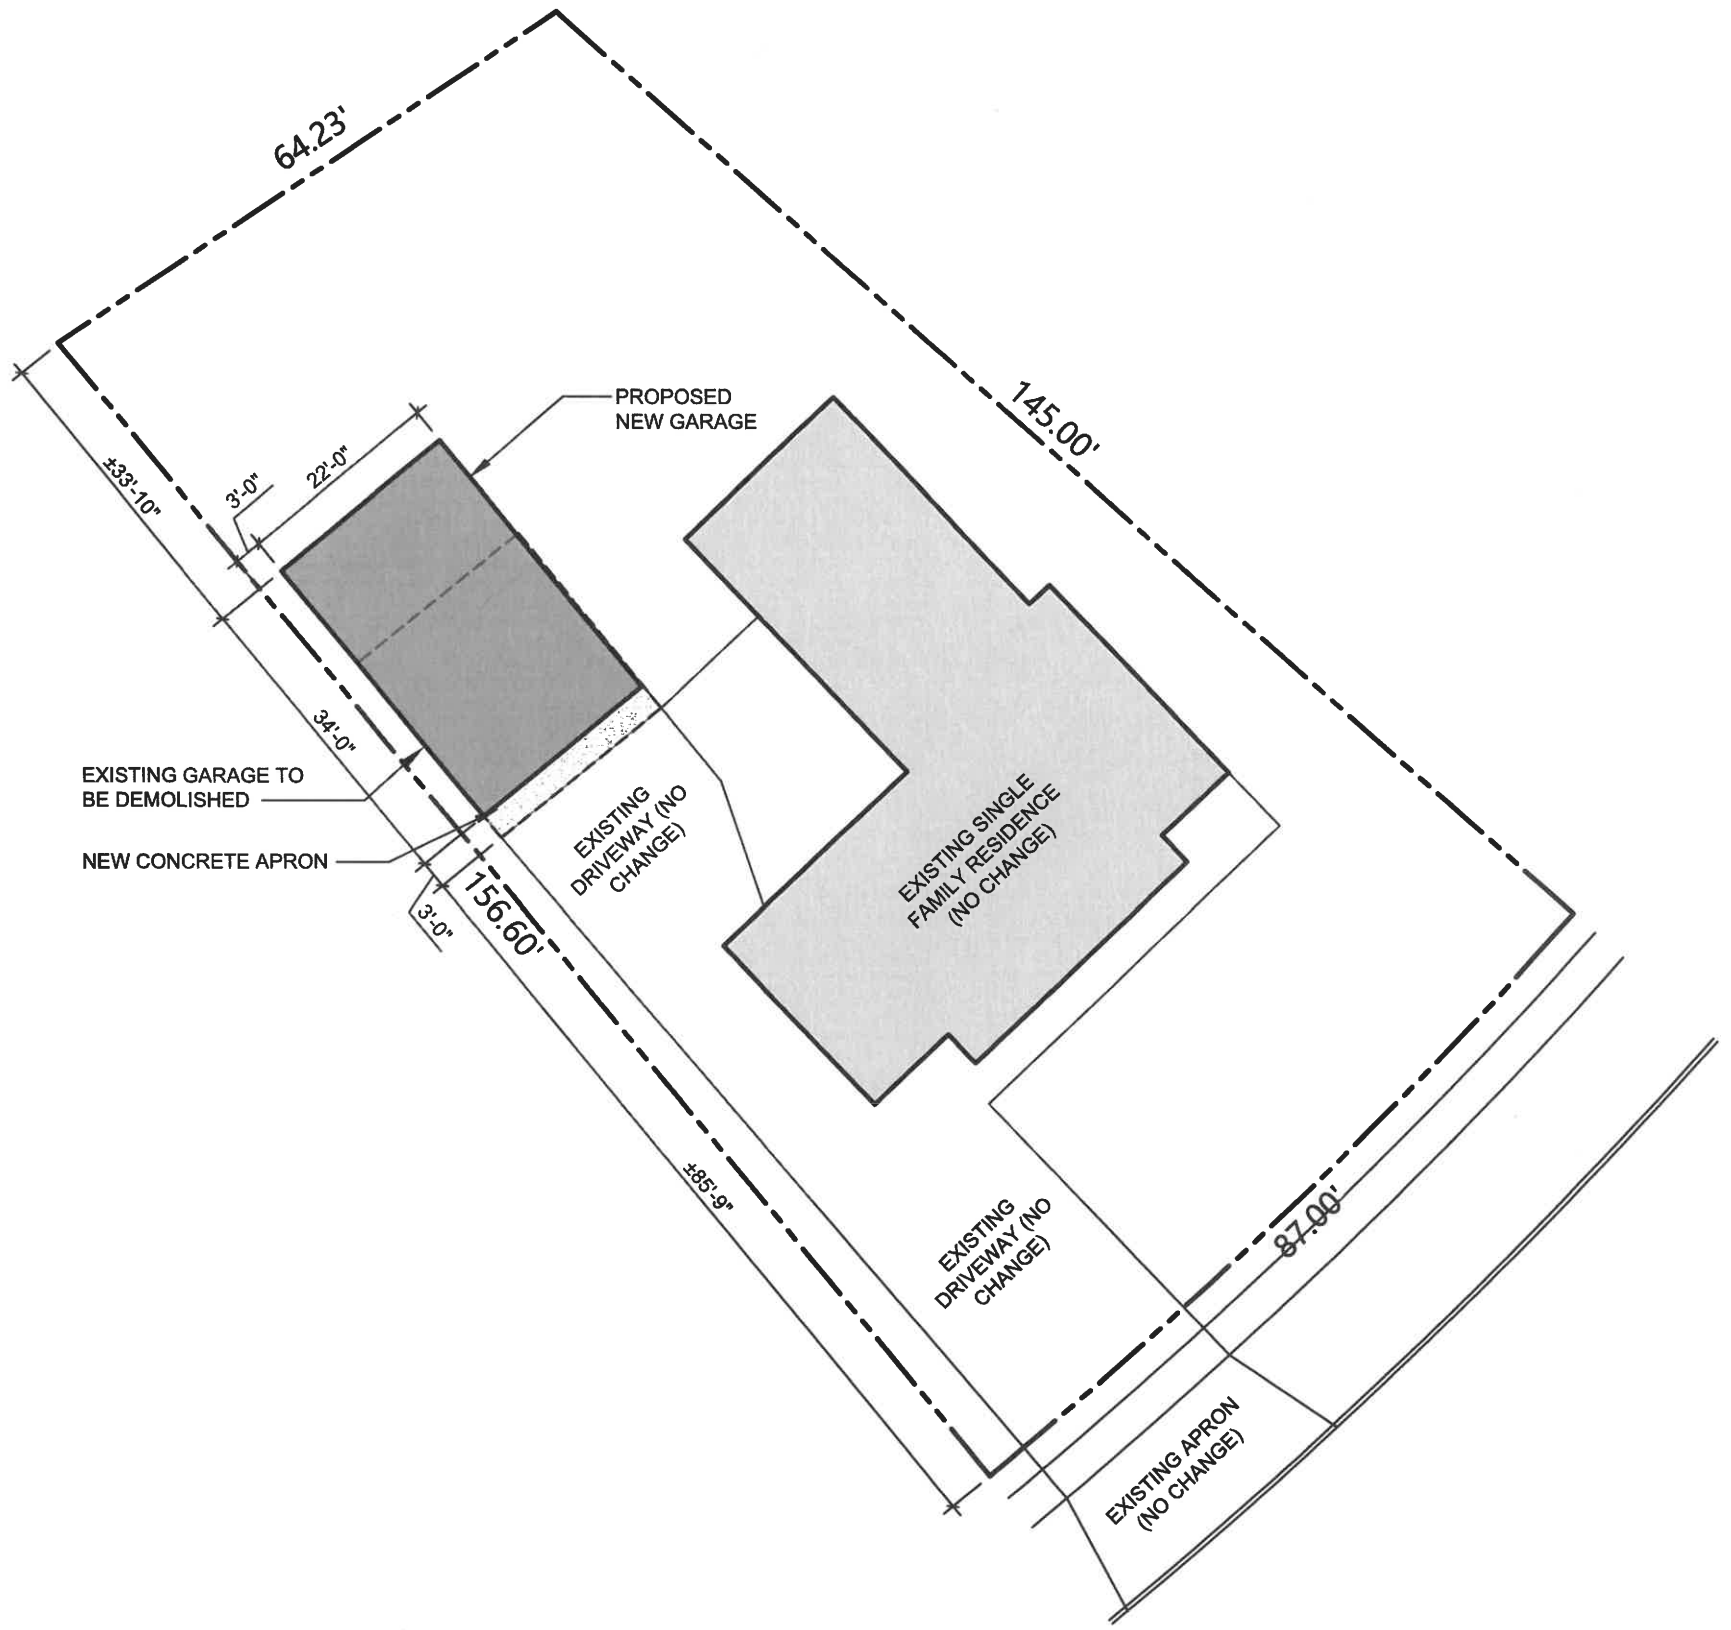 64.23'
145.00'
PROPOSED
NEW GARAGE
22'-0"
3'-0"
±33'-10"
34'-0"
EXISTING GARAGE TO
BE DEMOLISHED
NEW CONCRETE APRON
3'-0"
156.60'
EXISTING
DRIVEWAY (NO
CHANGE)
EXISTING SINGLE
FAMILY RESIDENCE
(NO CHANGE)
±85'-9"
EXISTING
DRIVEWAY (NO
CHANGE)
87.00'
EXISTING APRON
(NO CHANGE)